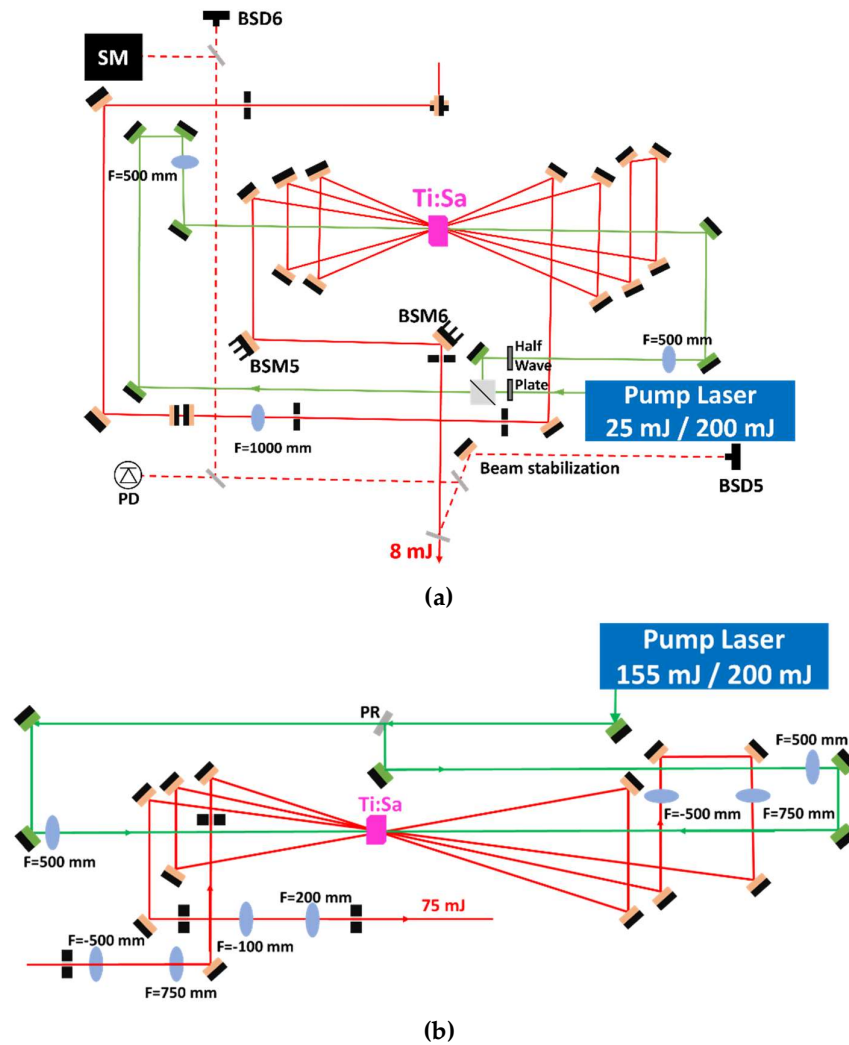 BSD6
SM
F=500 mm
Ti:Sa
BSM6
BSM5
Half
Wave
Plate
F=500 mm
Pump Laser
25 mJ / 200 mJ
F=1000 mm
Beam stabilization
PD
BSD5
8 mJ
(a)
Pump Laser
155 mJ / 200 mJ
PR
F=500 mm
Ti:Sa
F=-500 mm
F=750 mm
F=500 mm
F=200 mm
75 mJ
F=-500 mm
F=-100 mm
F=750 mm
(b)